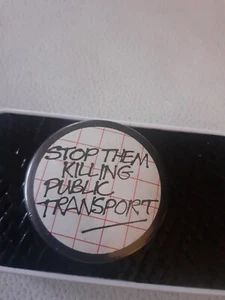 STOP THEM
KILLING
PUBLIC
TRANSPORT